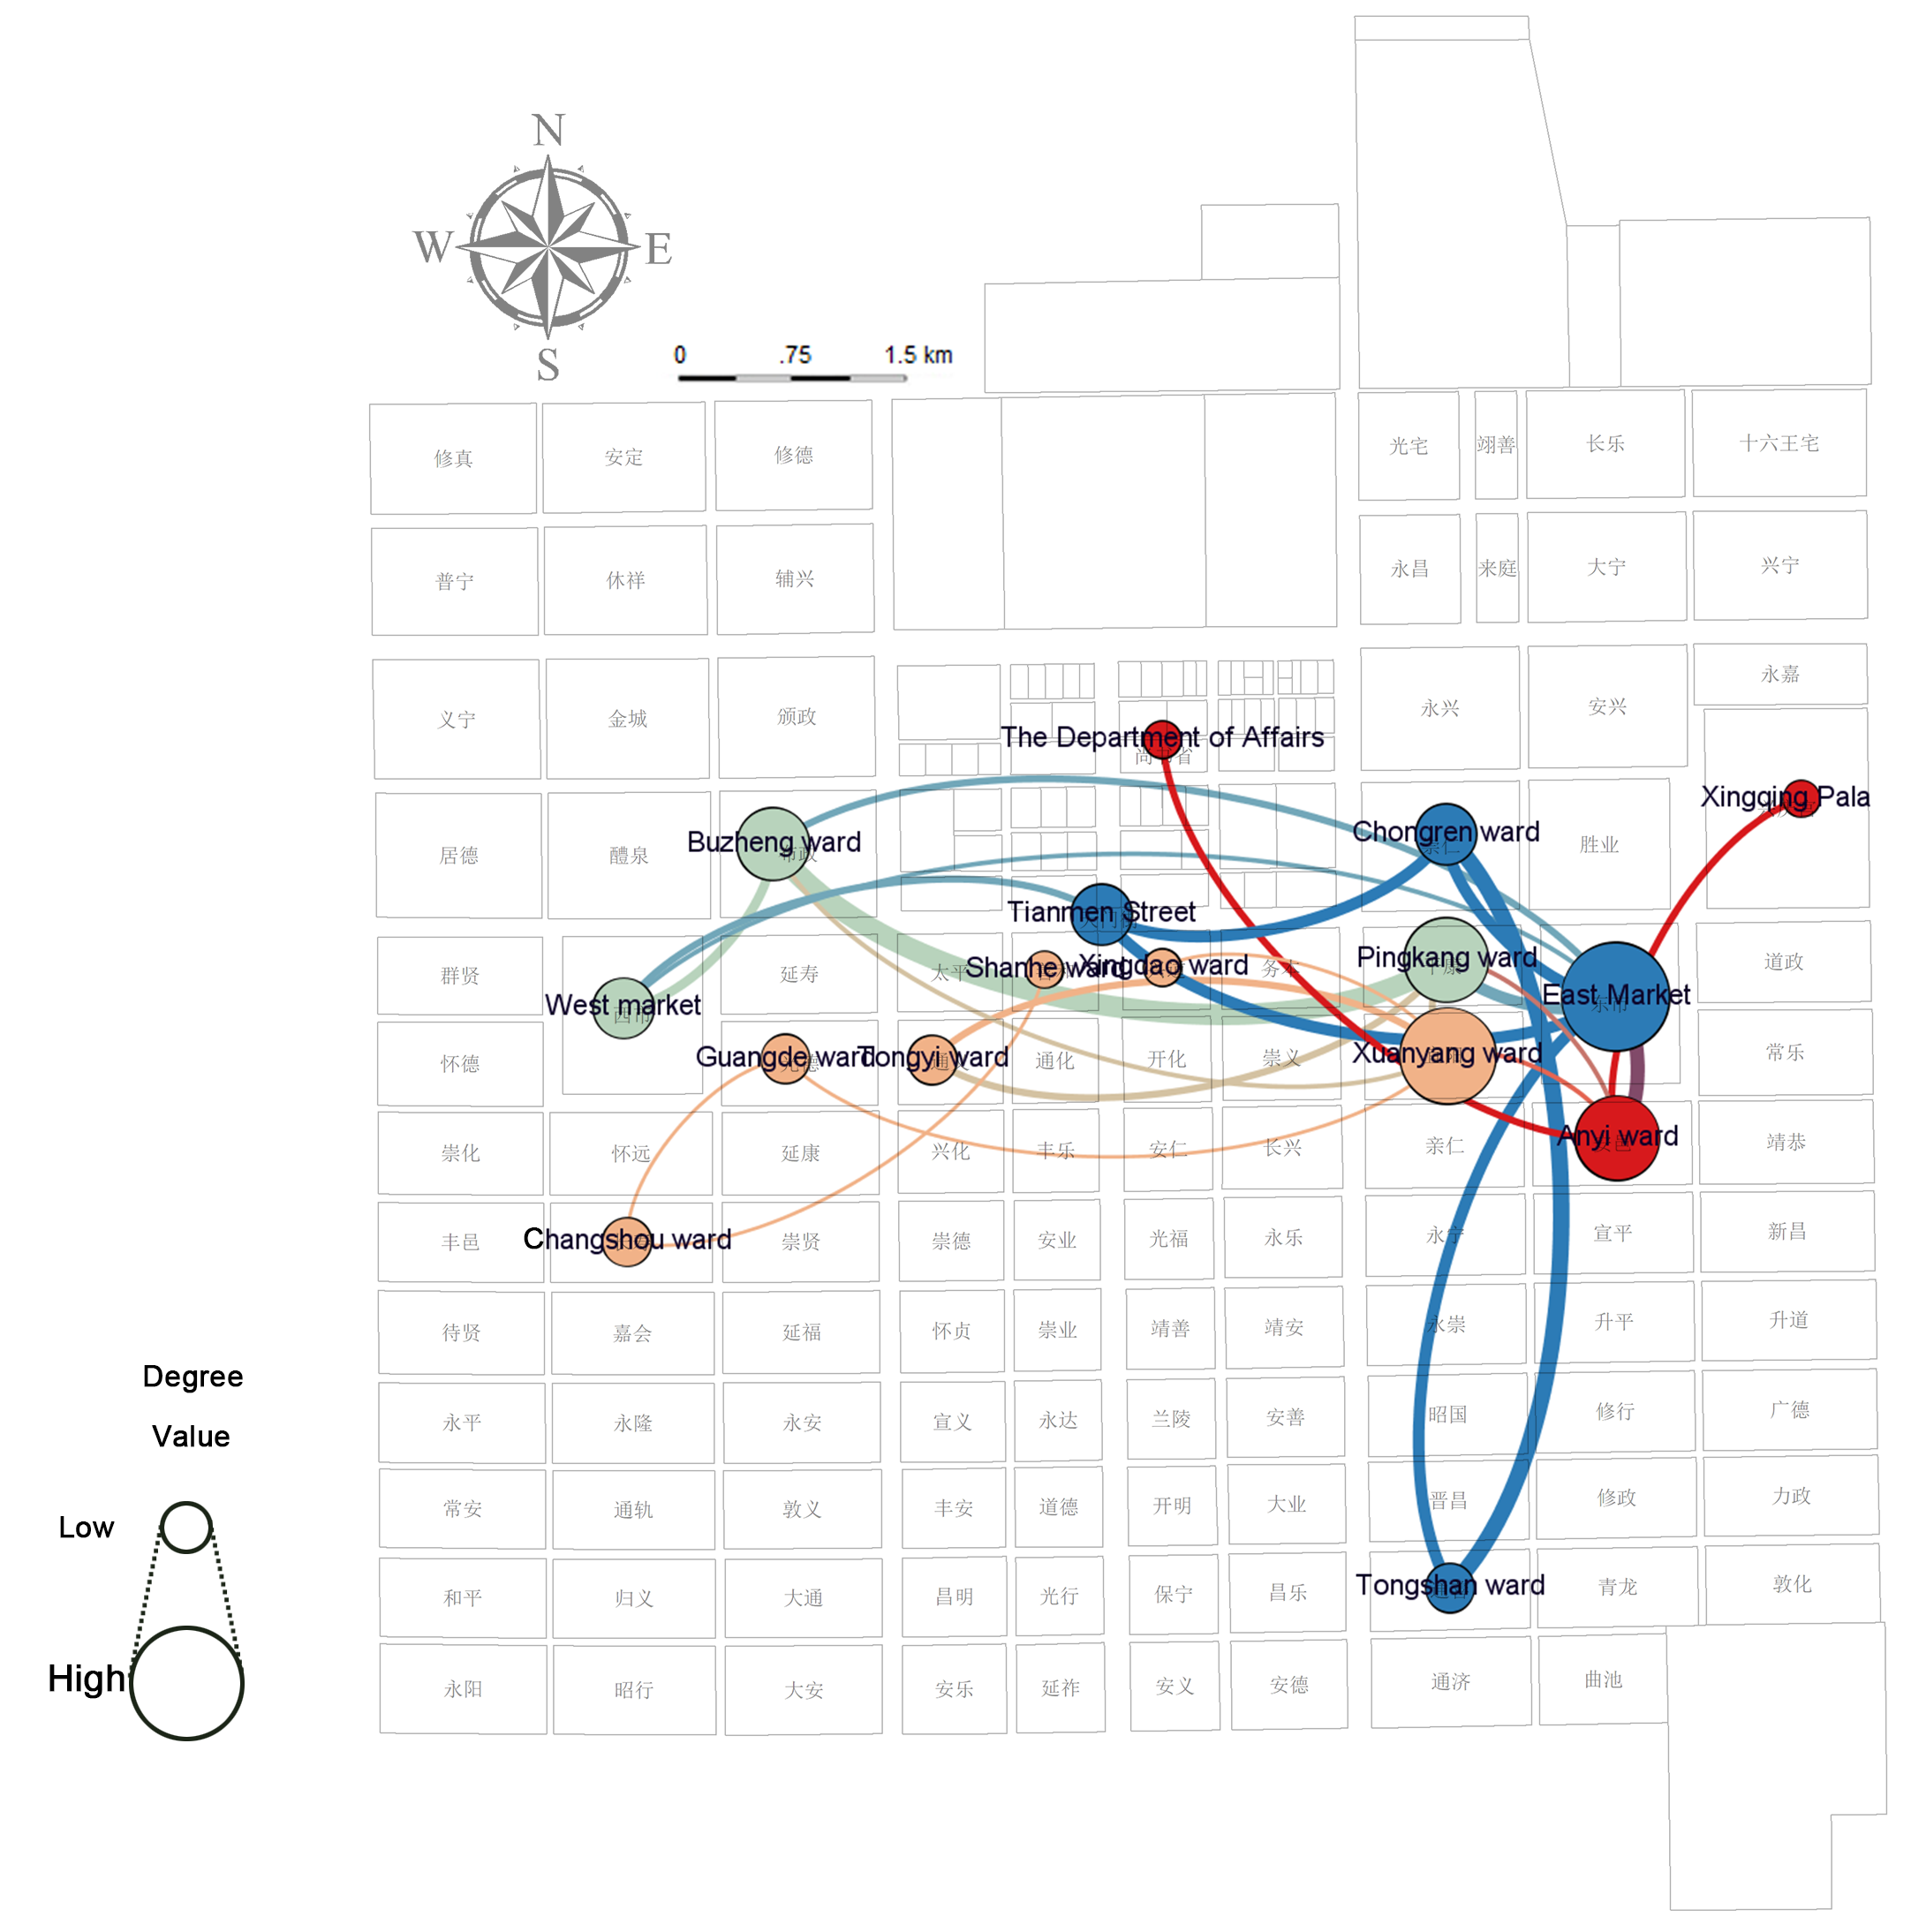 N
W
E
S
0 .75 1.5 km
修真 安定 修德 光宅 翊善 长乐 十六王宅
普宁 休祥 辅兴 永昌 来庭 大宁 兴宁
永嘉
义宁 金城 颁政 永兴 安兴
The Department of Affairs
Xingqing Pala
居德 醴泉 Buzheng ward Chongren ward 胜业
Tianmen Street
群贤 延寿 太平 Shanhe ward Xingdao ward 务本 Pingkang ward 道政
West market East Market
怀德 Guangde ward Tongyi ward 通化 开化 崇义 Xuanyang ward 常乐
崇化 怀远 延康 兴化 丰乐 安仁 长兴 亲仁 Anyi ward 靖恭
丰邑 Changshou ward 崇贤 崇德 安业 光福 永乐 永宁 宣平 新昌
待贤 嘉会 延福 怀贞 崇业 靖善 靖安 永崇 升平 升道
永平 永隆 永安 宣义 永达 兰陵 安善 昭国 修行 广德
常安 通轨 敦义 丰安 道德 开明 大业 晋昌 修政 力政
和平 归义 大通 昌明 光行 保宁 昌乐 Tongshan ward 青龙 敦化
永阳 昭行 大安 安乐 延祚 安义 安德 通济 曲池
Degree
Value
Low
High